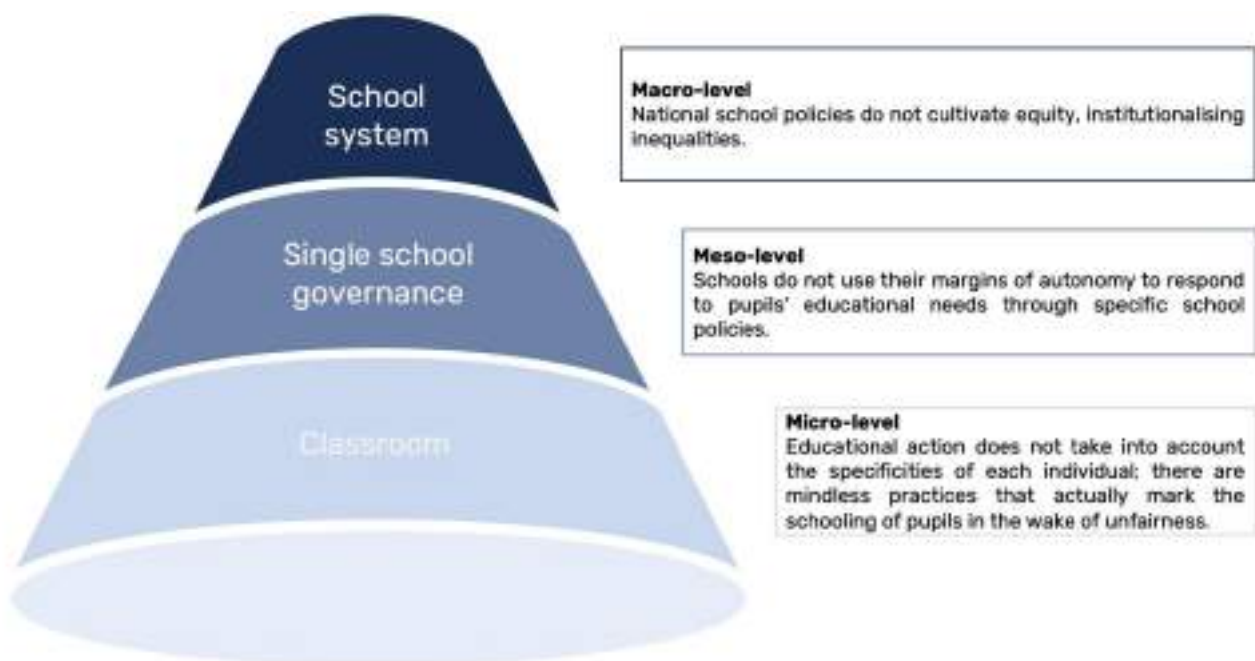 School
system
Macro-level
National school policies do not cultivate equity, institutionalising
inequalities.
Single school
governance
Meso-level
Schools do not use their margins of autonomy to respond
to pupils' educational needs through specific school
policies.
Classroom
Micro-level
Educational action does not take into account
the specificities of each individual; there are
mindless practices that actually mark the
schooling of pupils in the wake of unfairness.